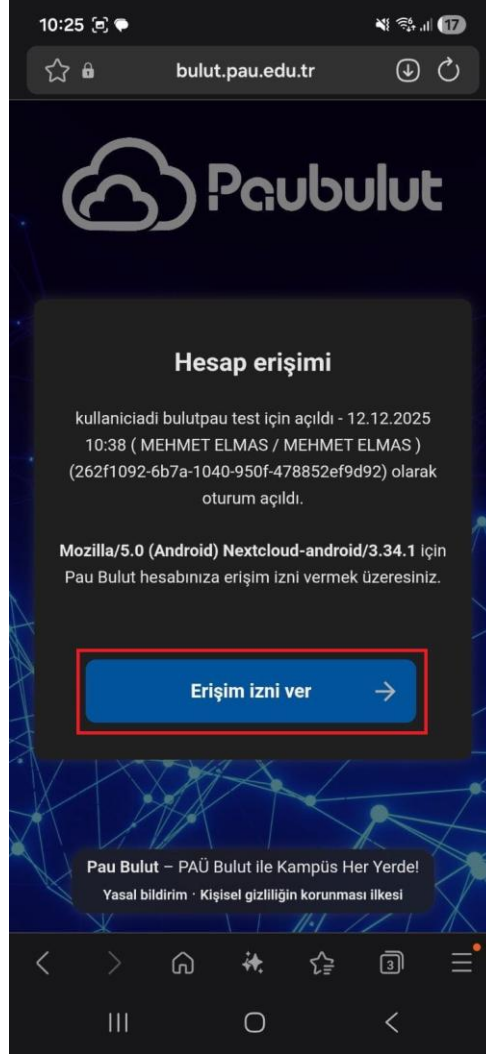 10:25
17
bulut.pau.edu.tr
Paubulut
Hesap erişimi
kullaniciadi bulutpau test için açıldı - 12.12.2025
10:38 ( MEHMET ELMAS / MEHMET ELMAS )
(262f1092-6b7a-1040-950f-478852ef9d92) olarak
oturum açıldı.
Mozilla/5.0 (Android) Nextcloud-android/3.34.1 için
Pau Bulut hesabınıza erişim izni vermek üzeresiniz.
Erişim izni ver
Pau Bulut – PAÜ Bulut ile Kampüs Her Yerde!
Yasal bildirim · Kişisel gizliliğin korunması ilkesi
3